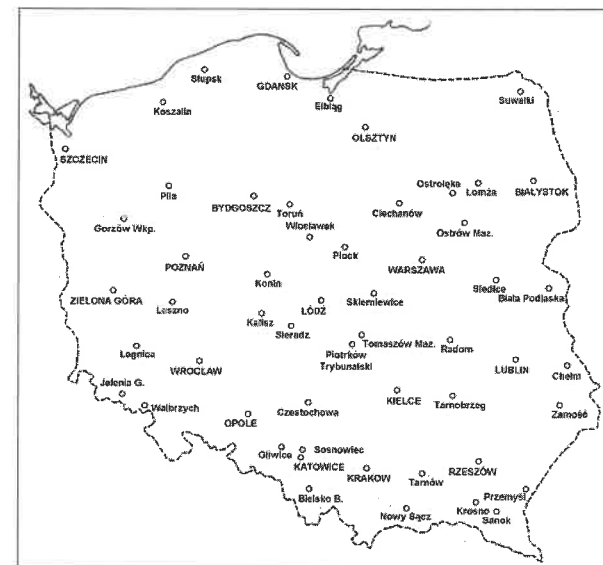 Słupsk
GDAŃSK
Koszalin
Elbląg
Suwałki
OLSZTYN
SZCZECIN
Piła
BYDGOSZCZ
Toruń
Ciechanów
Ostrołęka
Łomża
BIAŁYSTOK
Gorzów Wkp.
Włocławek
Ostrów Maz.
Płock
POZNAŃ
WARSZAWA
Konin
Siedlce
Biała Podlaska
ZIELONA GÓRA
Leszno
ŁÓDŹ
Skierniewice
Kalisz
Sieradz
Tomaszów Maz.
Piotrków
Trybunalski
Radom
Legnica
WROCŁAW
LUBLIN
Chełm
Jelenia G.
Wałbrzych
OPOLE
Częstochowa
KIELCE
Tarnobrzeg
Zamość
Gliwice
Sosnowiec
KATOWICE
KRAKÓW
Tarnów
RZESZÓW
Bielsko B.
Nowy Sącz
Krosno
Sanok
Przemyśl